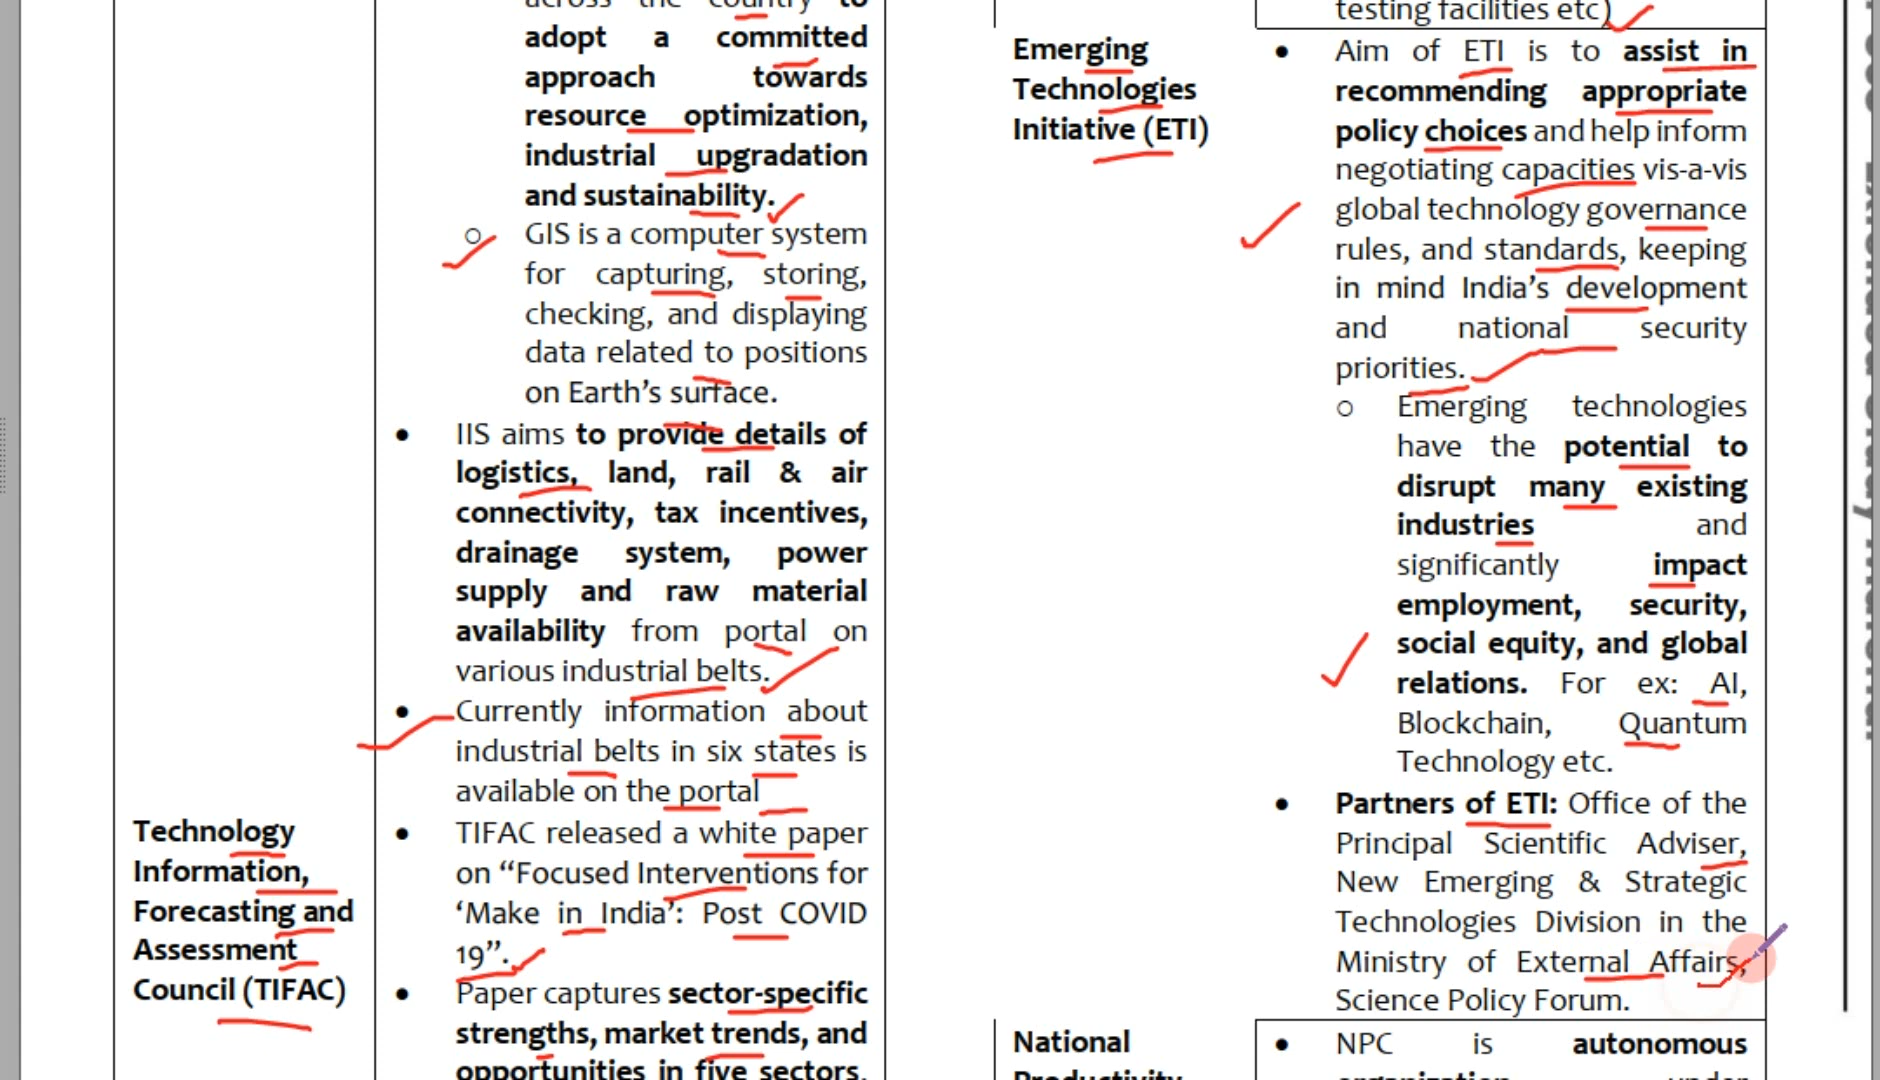 across the country to
adopt a committed
approach towards
resource optimization,
industrial upgradation
and sustainability.
○ GIS is a computer system
for capturing, storing,
checking, and displaying
data related to positions
on Earth’s surface.
• IIS aims to provide details of
logistics, land, rail & air
connectivity, tax incentives,
drainage system, power
supply and raw material
availability from portal on
various industrial belts.
• Currently information about
industrial belts in six states is
available on the portal
Technology
Information,
Forecasting and
Assessment
Council (TIFAC)
• TIFAC released a white paper
on “Focused Interventions for
‘Make in India’: Post COVID
19”.
• Paper captures sector-specific
strengths, market trends, and
opportunities in five sectors,
testing facilities etc)
Emerging
Technologies
Initiative (ETI)
• Aim of ETI is to assist in
recommending appropriate
policy choices and help inform
negotiating capacities vis-a-vis
global technology governance
rules, and standards, keeping
in mind India’s development
and national security
priorities.
○ Emerging technologies
have the potential to
disrupt many existing
industries and
significantly impact
employment, security,
social equity, and global
relations. For ex: AI,
Blockchain, Quantum
Technology etc.
• Partners of ETI: Office of the
Principal Scientific Adviser,
New Emerging & Strategic
Technologies Division in the
Ministry of External Affairs,
Science Policy Forum.
National
Productivity
• NPC is autonomous
organization under